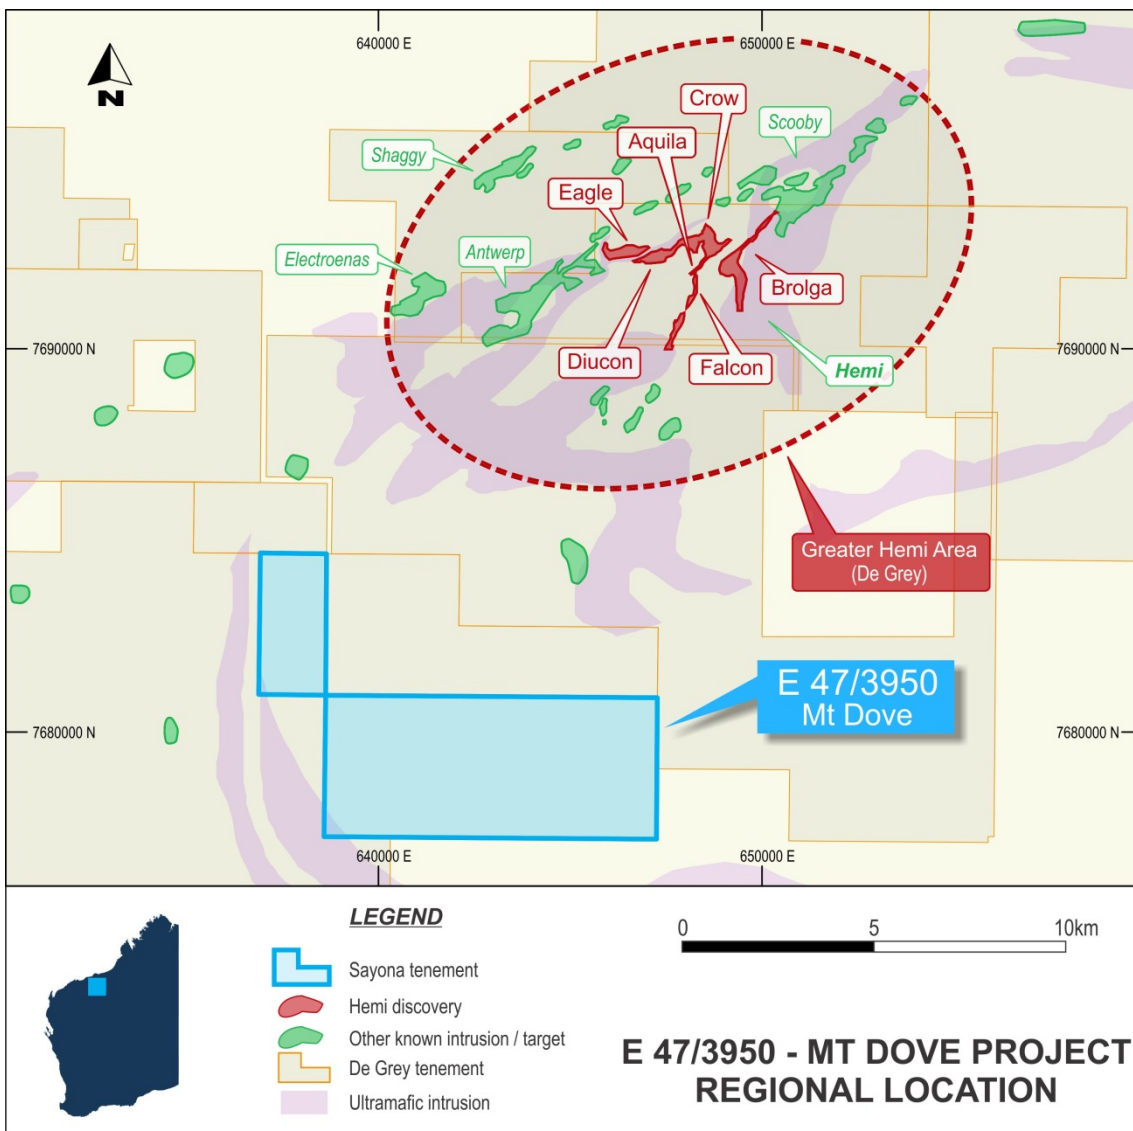 640000 E
650000 E
N
Crow
Scooby
Aquila
Shaggy
Eagle
Electroenas
Antwerp
Brolga
7690000 N
7690000 N
Diucon
Falcon
Hemi
Greater Hemi Area
(De Grey)
E 47/3950
Mt Dove
7680000 N
7680000 N
640000 E
650000 E
LEGEND
Sayona tenement
Hemi discovery
Other known intrusion / target
De Grey tenement
Ultramafic intrusion
0 5 10km
E 47/3950 - MT DOVE PROJECT
REGIONAL LOCATION